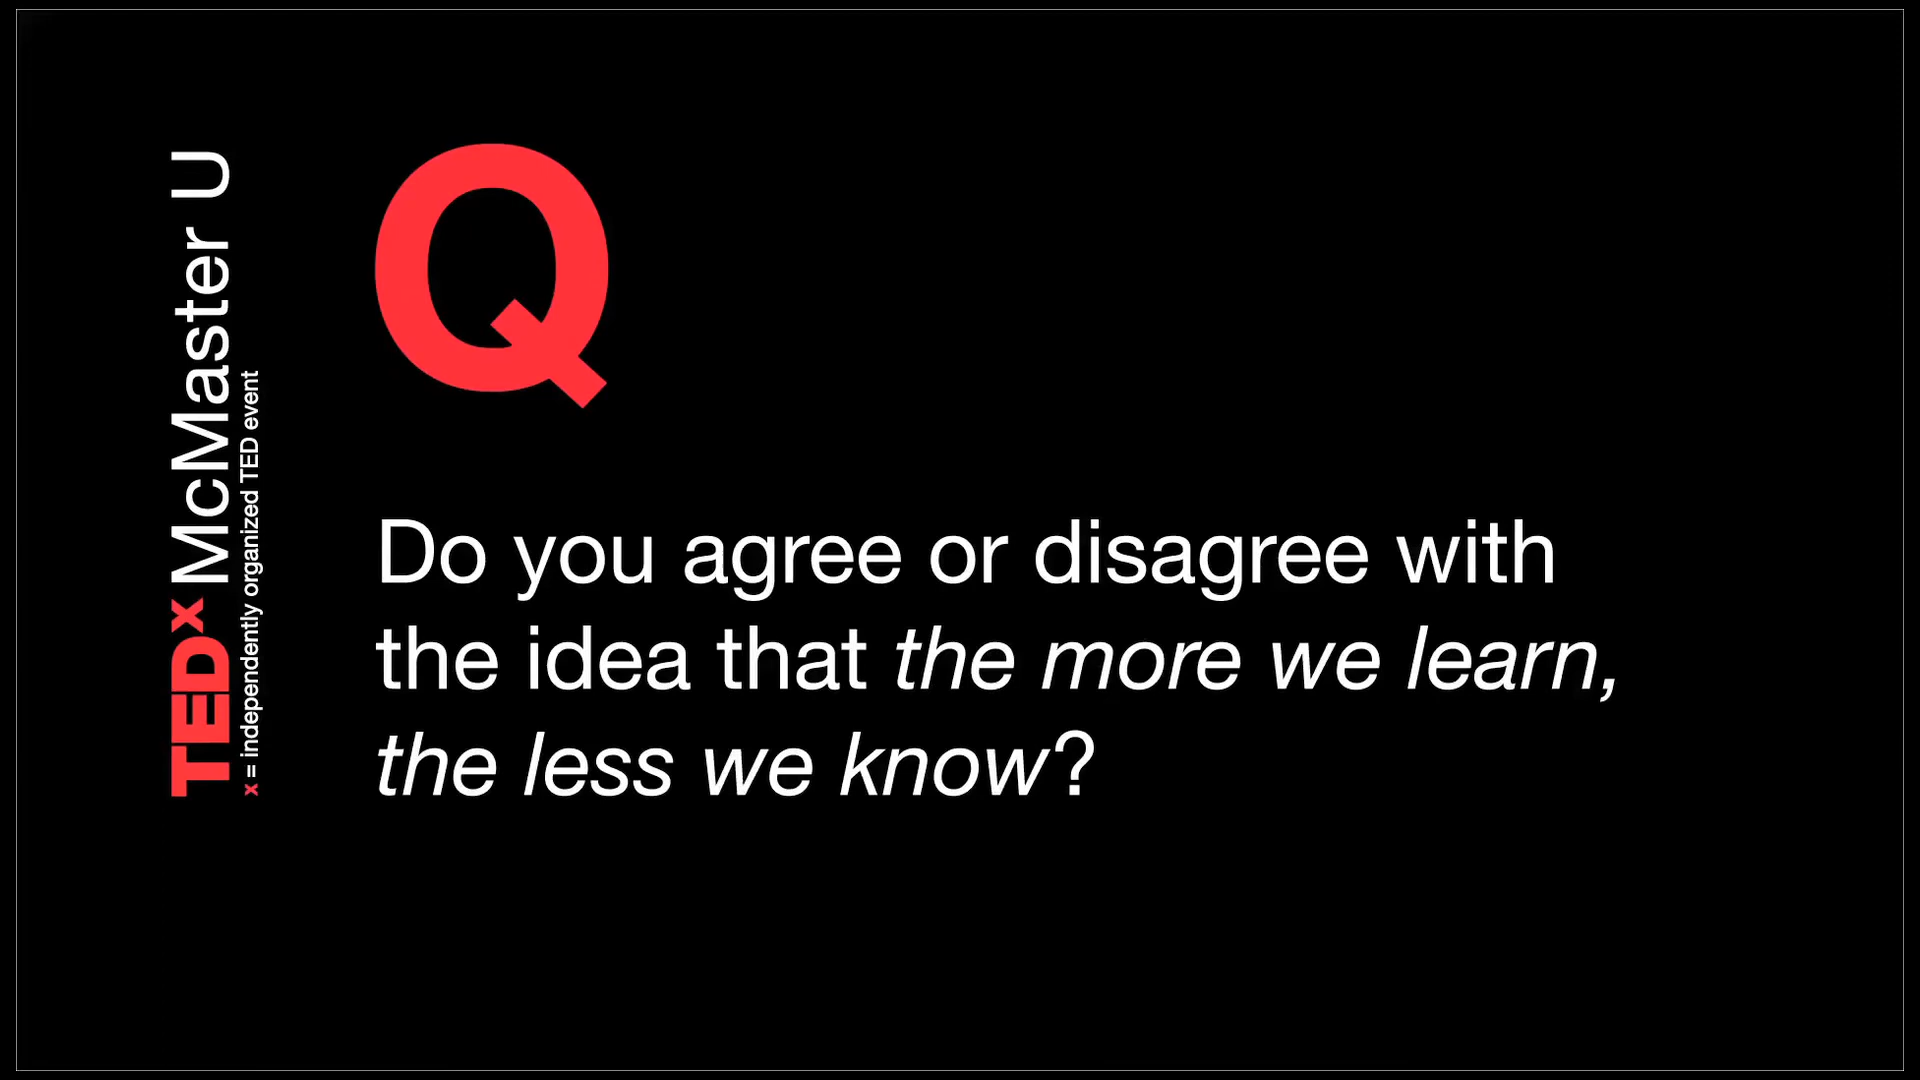 TEDx McMaster U
x = independently organized TED event
Q
Do you agree or disagree with
the idea that the more we learn,
the less we know?